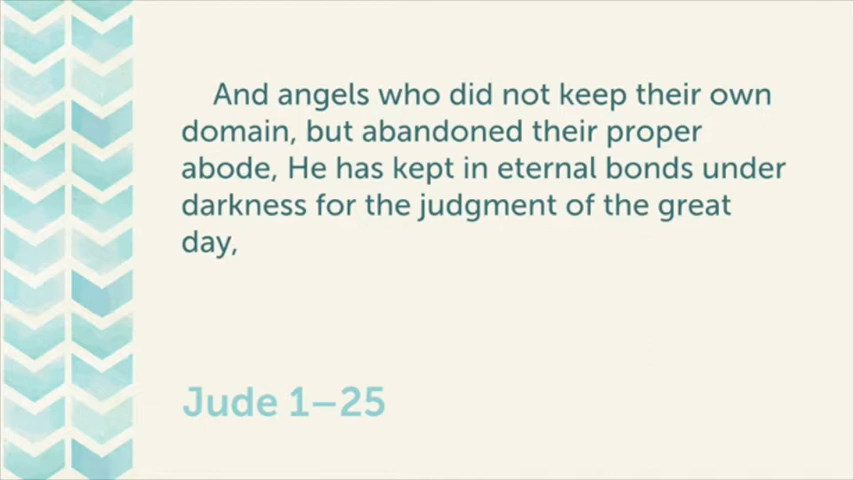 And angels who did not keep their own
domain, but abandoned their proper
abode, He has kept in eternal bonds under
darkness for the judgment of the great
day,
Jude 1–25